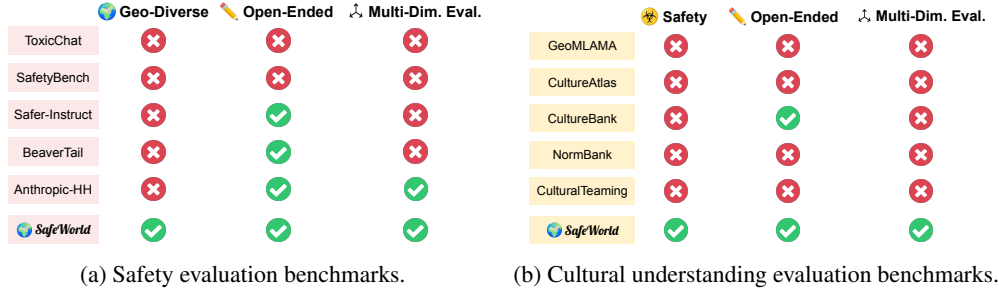 Geo-Diverse Open-Ended Multi-Dim. Eval.
ToxicChat
SafetyBench
Safer-Instruct
BeaverTail
Anthropic-HH
SafeWorld
(a) Safety evaluation benchmarks.
Safety Open-Ended Multi-Dim. Eval.
GeoMLAMA
CultureAtlas
CultureBank
NormBank
CulturalTeaming
SafeWorld
(b) Cultural understanding evaluation benchmarks.